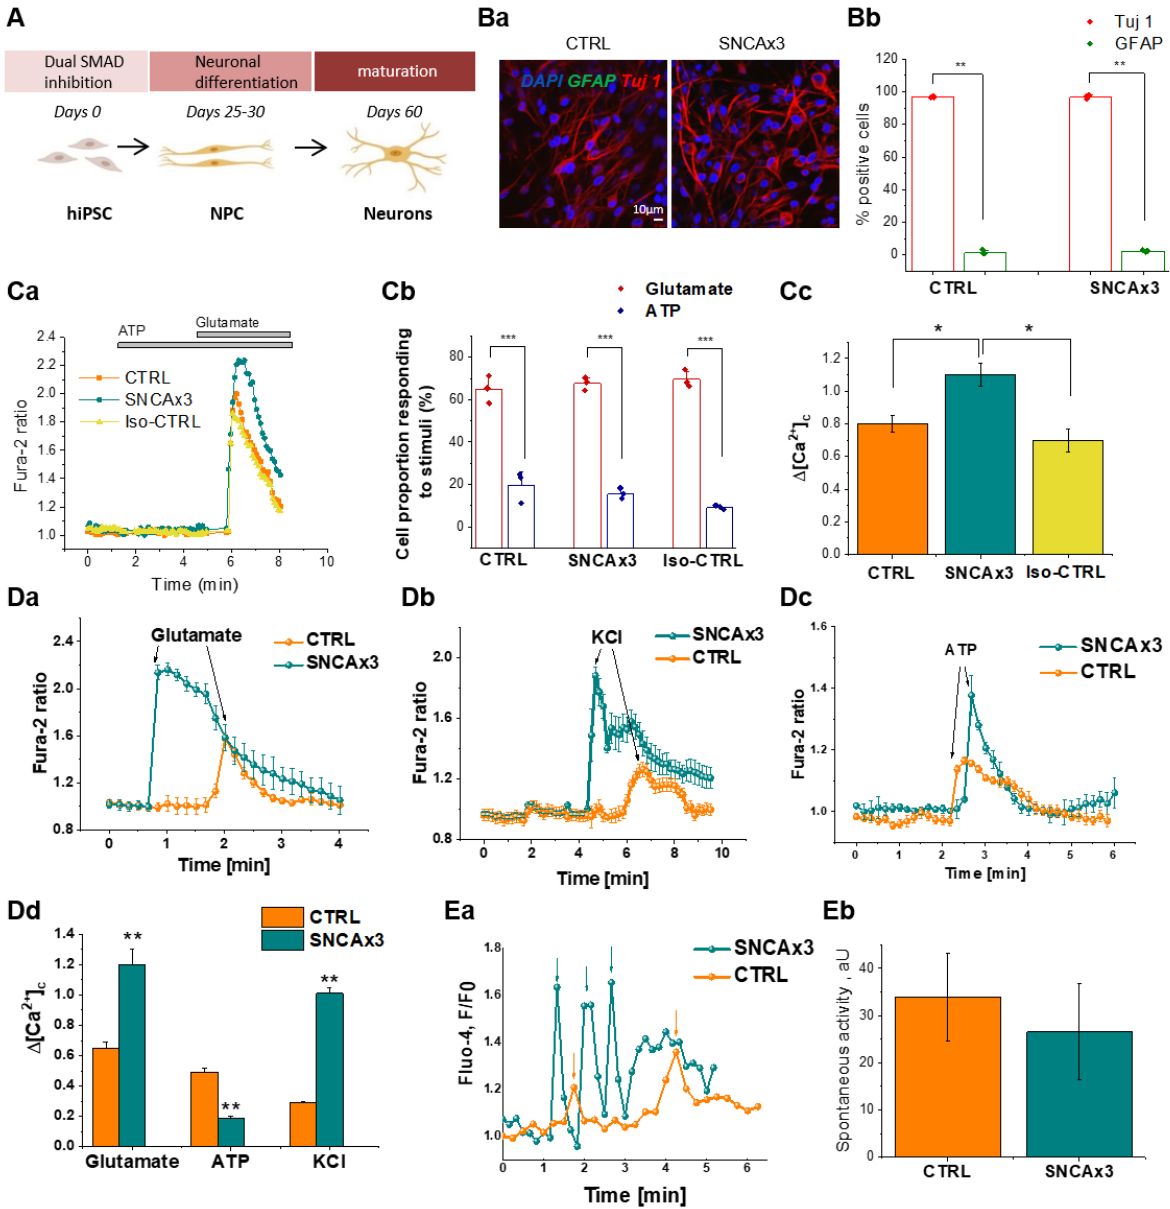 A
Dual SMAD
inhibition
Neuronal
differentiation
maturation
Days 0
Days 25-30
Days 60
hiPSC
NPC
Neurons
Ba
CTRL
SNCAx3
DAPI GFAP Tuj 1
10µm
Bb
Tuj 1
GFAP
% positive cells
120
100
80
60
40
20
0
**
**
CTRL
SNCAx3
Ca
ATP
Glutamate
CTRL
SNCAx3
Iso-CTRL
Fura-2 ratio
2.4
2.2
2.0
1.8
1.6
1.4
1.2
1.0
0
2
4
6
8
10
Time (min)
Cb
Glutamate
ATP
Cell proportion responding
to stimuli (%)
80
60
40
20
0
***
***
***
CTRL
SNCAx3
Iso-CTRL
Cc
Δ[Ca²⁺]c
1.2
1.0
0.8
0.6
0.4
0.2
0.0
*
*
CTRL
SNCAx3
Iso-CTRL
Da
Glutamate
CTRL
SNCAx3
Fura-2 ratio
2.4
2.0
1.6
1.2
0.8
0
1
2
3
4
Time [min]
Db
KCl
SNCAx3
CTRL
Fura-2 ratio
2.0
1.6
1.2
0.8
0
2
4
6
8
10
Time [min]
Dc
ATP
SNCAx3
CTRL
Fura-2 ratio
1.6
1.4
1.2
1.0
0
1
2
3
4
5
6
Time [min]
Dd
CTRL
SNCAx3
Δ[Ca²⁺]c
1.4
1.2
1.0
0.8
0.6
0.4
0.2
0.0
**
**
**
Glutamate
ATP
KCl
Ea
SNCAx3
CTRL
Fluo-4, F/F0
1.8
1.6
1.4
1.2
1.0
0
1
2
3
4
5
6
Time [min]
Eb
Spontaneous activity , aU
40
30
20
10
0
CTRL
SNCAx3